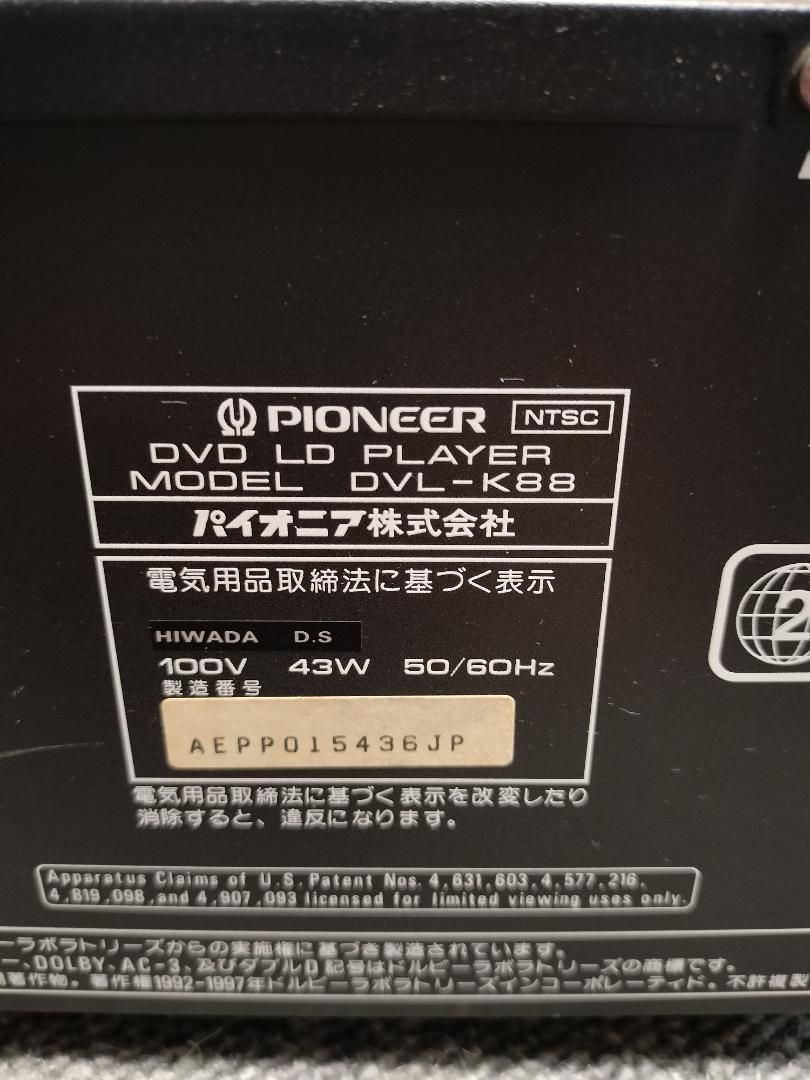 PIONEER NTSC
DVD LD PLAYER
MODEL DVL-K88
パイオニア株式会社
電気用品取締法に基づく表示
HIWADA D.S
100V 43W 50/60Hz
製造番号
AEPP015436JP
電気用品取締法に基づく表示を改変したり
消除すると、違反になります。
2
Apparatus Claims of U.S. Patent Nos. 4,631,603, 4,577,216,
4,819,098, and 4,907,093 licensed for limited viewing uses only.
ーラボラトリーズからの実施権に基づき製造されています。
ー、DOLBY、AC-3、及びダブルD記号はドルビーラボラトリーズの商標です。
著作物。著作権1992-1997年ドルビーラボラトリーズインコーポレーテイド。不許複製